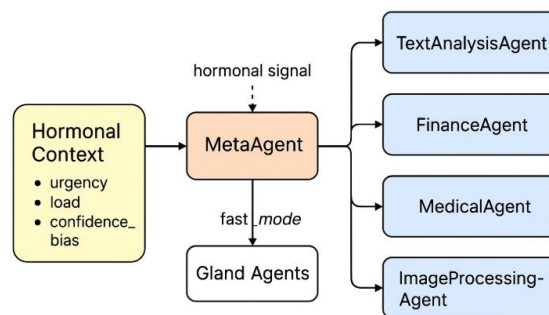 Hormonal
Context
• urgency
• load
• confidence_
bias
hormonal signal
MetaAgent
fast_mode
Gland Agents
TextAnalysisAgent
FinanceAgent
MedicalAgent
ImageProcessing-
Agent